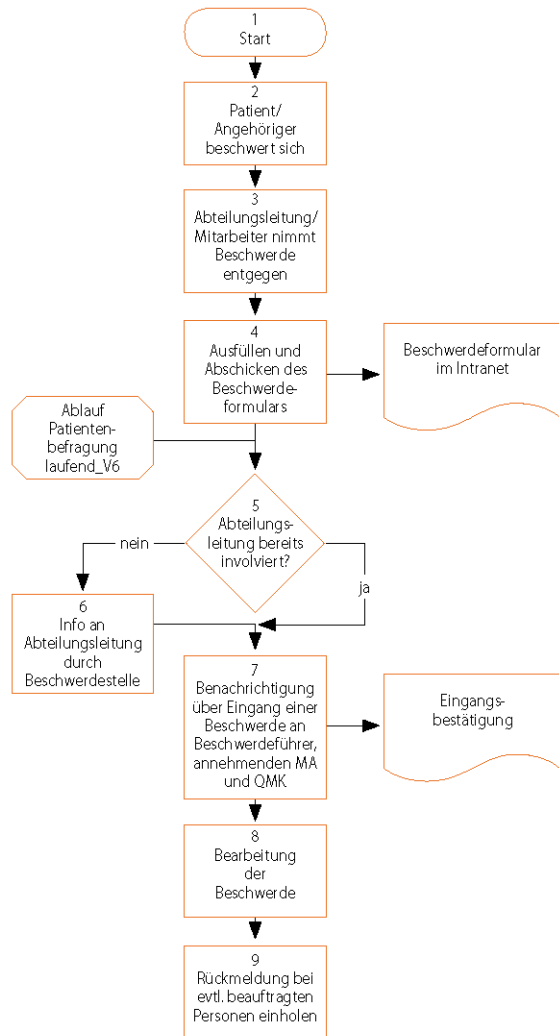 1
Start
2
Patient/
Angehöriger
beschwert sich
3
Abteilungsleitung/
Mitarbeiter nimmt
Beschwerde
entgegen
4
Ausfüllen und
Abschicken des
Beschwerde-
formulars
Beschwerdeformular
im Intranet
Ablauf
Patienten-
befragung
laufend_V6
5
Abteilungs-
leitung bereits
involviert?
nein
ja
6
Info an
Abteilungsleitung
durch
Beschwerdestelle
7
Benachrichtigung
über Eingang einer
Beschwerde an
Beschwerdeführer,
annehmenden MA
und QMK
Eingangs-
bestätigung
8
Bearbeitung
der
Beschwerde
9
Rückmeldung bei
evtl. beauftragten
Personen einholen